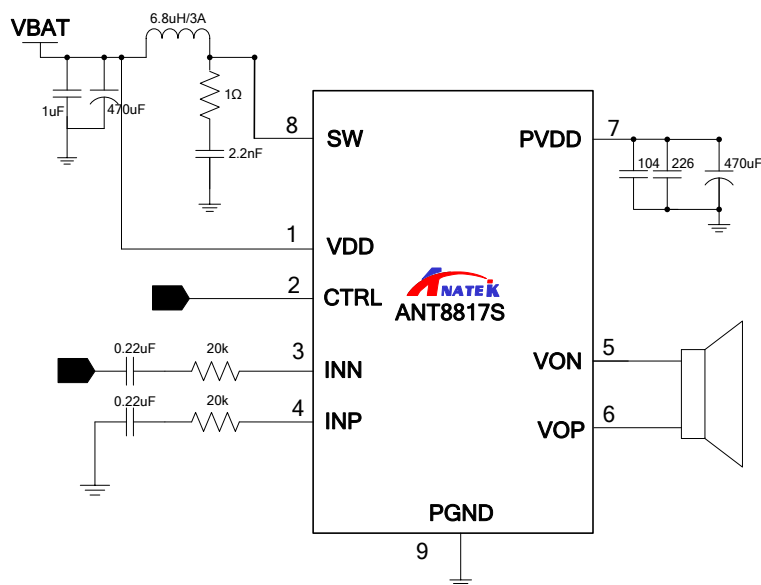 6.8uH/3A
VBAT
1uF
470uF
1Ω
2.2nF
8
SW
PVDD
7
104
226
470uF
1
VDD
2
CTRL
ANATEK
ANT8817S
0.22uF
20k
3
INN
VON
5
0.22uF
20k
4
INP
VOP
6
PGND
9